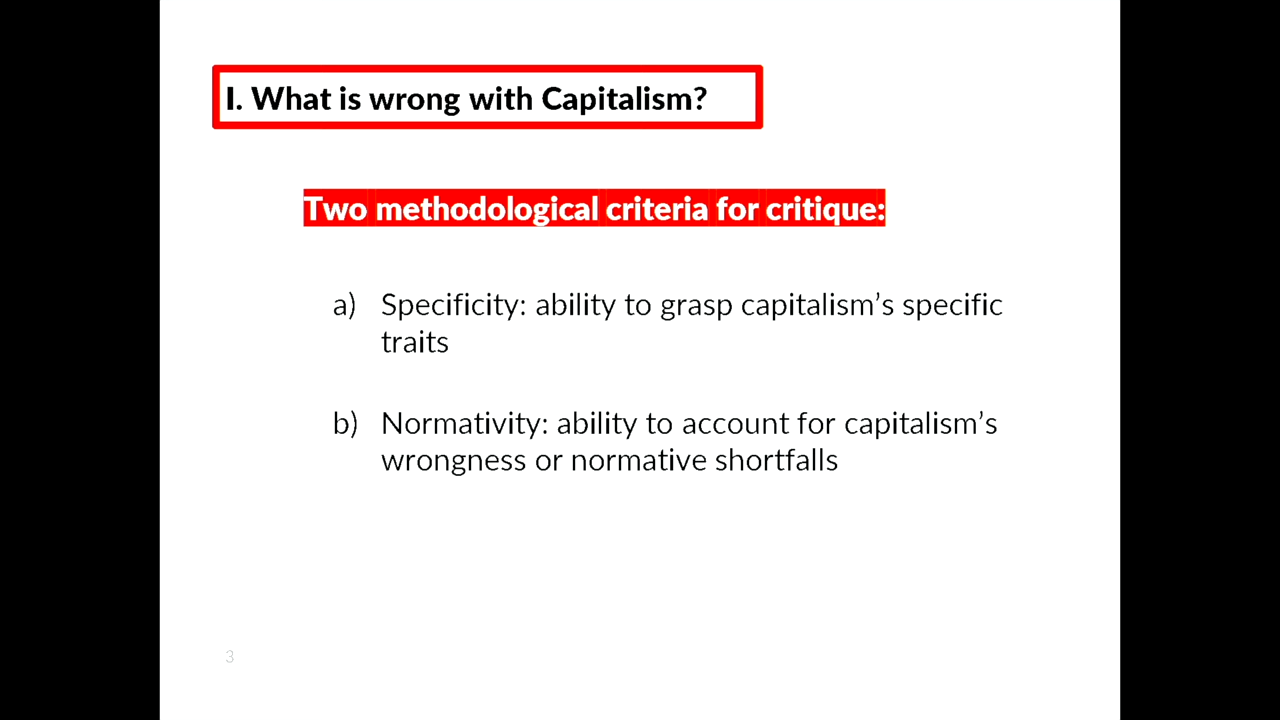 I. What is wrong with Capitalism?
Two methodological criteria for critique:
a) Specificity: ability to grasp capitalism’s specific
traits
b) Normativity: ability to account for capitalism’s
wrongness or normative shortfalls
3